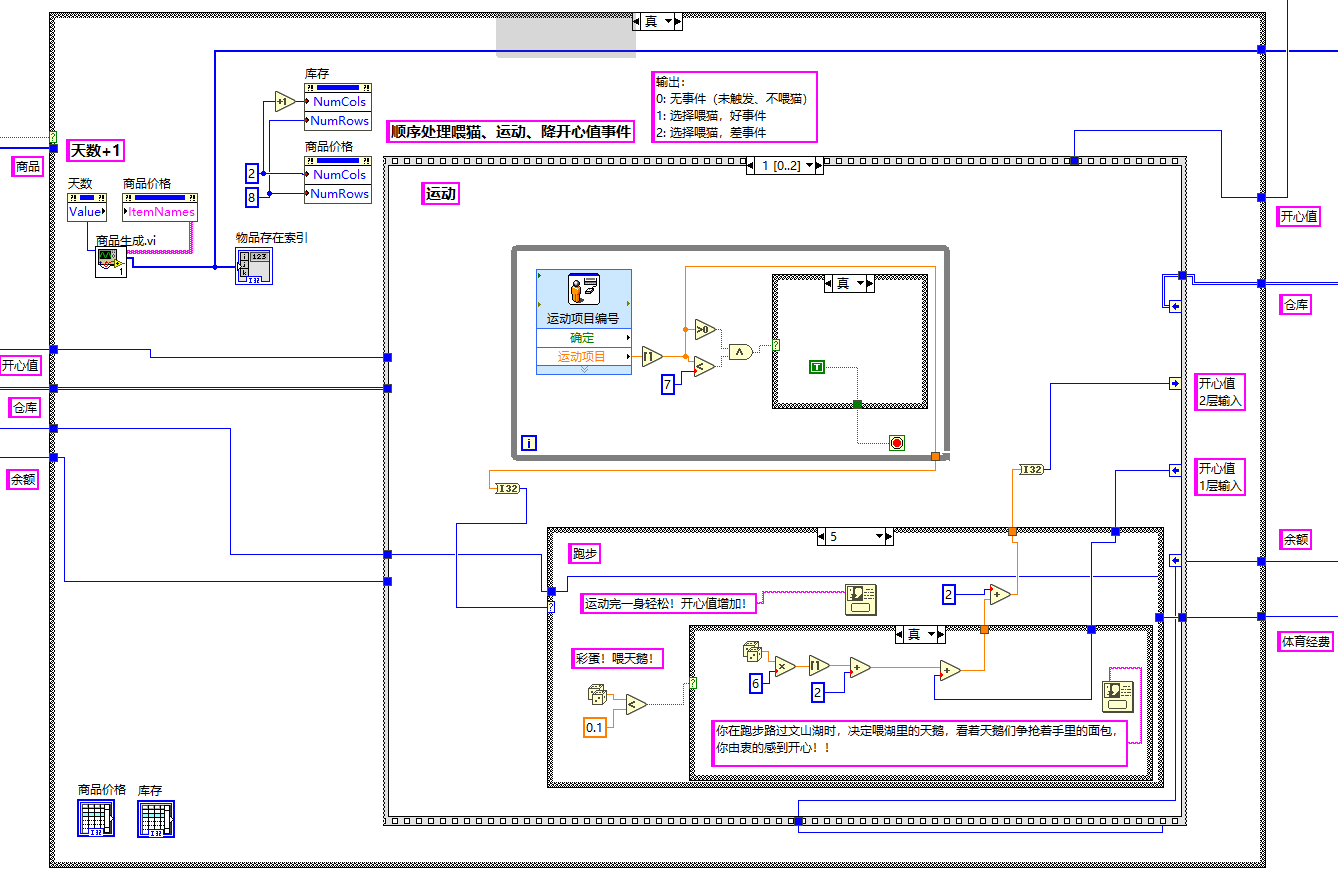 真
库存
NumCols
NumRows
+1
输出：
0: 无事件（未触发、不喂猫）
1: 选择喂猫，好事件
2: 选择喂猫，差事件
顺序处理喂猫、运动、降开心值事件
天数+1
商品
商品价格
NumCols
NumRows
2
8
1 [0..2]
天数
Value
商品价格
ItemNames
运动
开心值
商品生成.vi
1
物品存在索引
123
I32
运动项目编号
确定
运动项目
>0
<
7
∧
真
?
T
i
仓库
开心值
仓库
余额
开心值
2层输入
开心值
1层输入
I32
I32
5
跑步
余额
运动完一身轻松！开心值增加！
2
+
真
彩蛋！喂天鹅！
×
6
+
2
+
体育经费
<
0.1
你在跑步路过文山湖时，决定喂湖里的天鹅，看着天鹅们争抢着手里的面包，
你由衷的感到开心！！
商品价格
库存
I32
I32